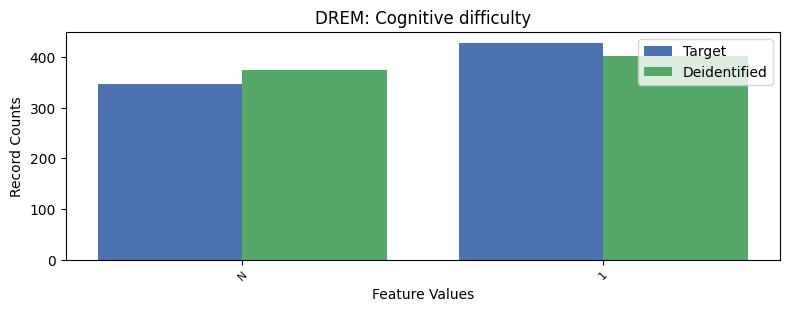 DREM: Cognitive difficulty
Record Counts
400
300
200
100
0
Target
Deidentified
N
1
Feature Values